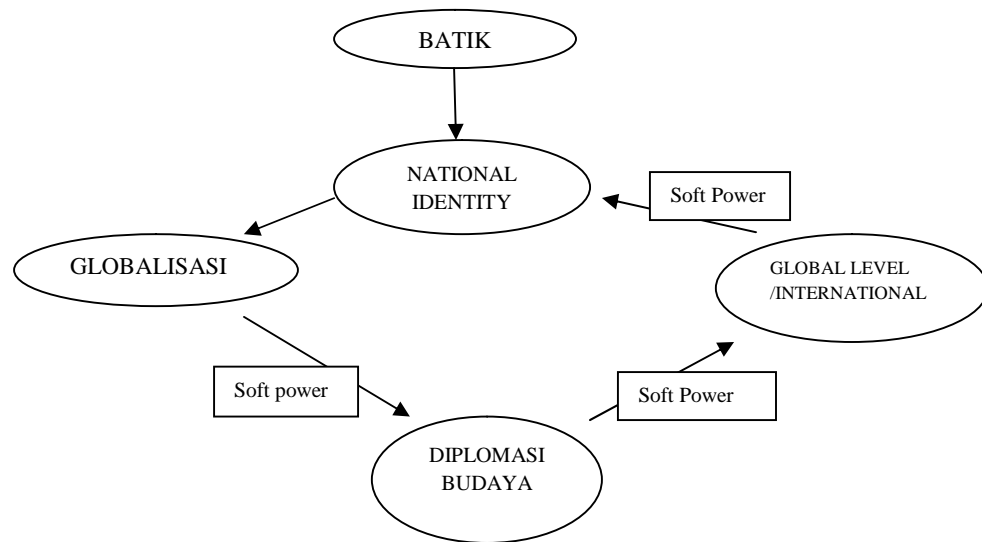 BATIK
NATIONAL
IDENTITY
Soft Power
GLOBALISASI
GLOBAL LEVEL
/INTERNATIONAL
Soft power
Soft Power
DIPLOMASI
BUDAYA